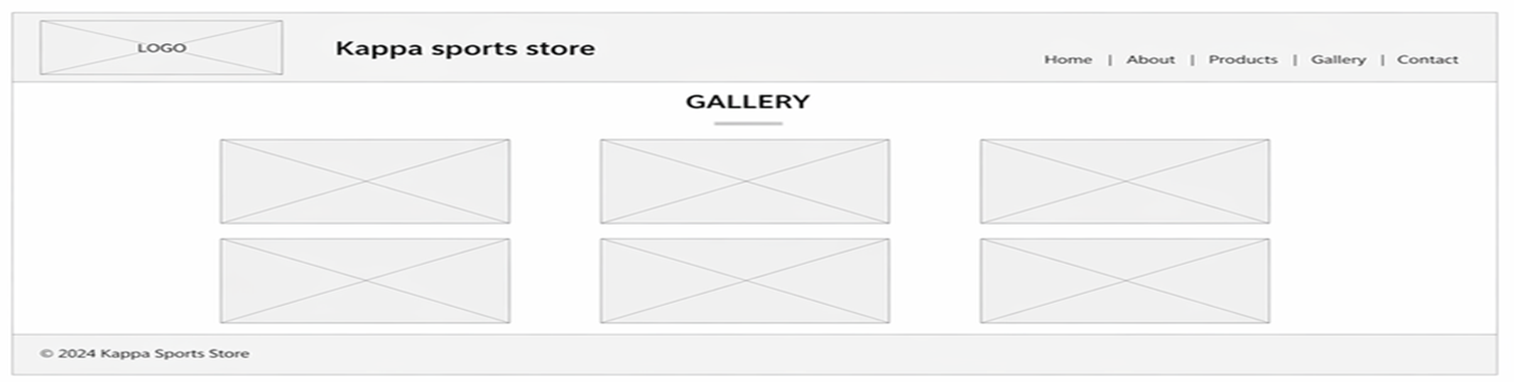 LOGO
Kappa sports store
Home | About | Products | Gallery | Contact
GALLERY
© 2024 Kappa Sports Store